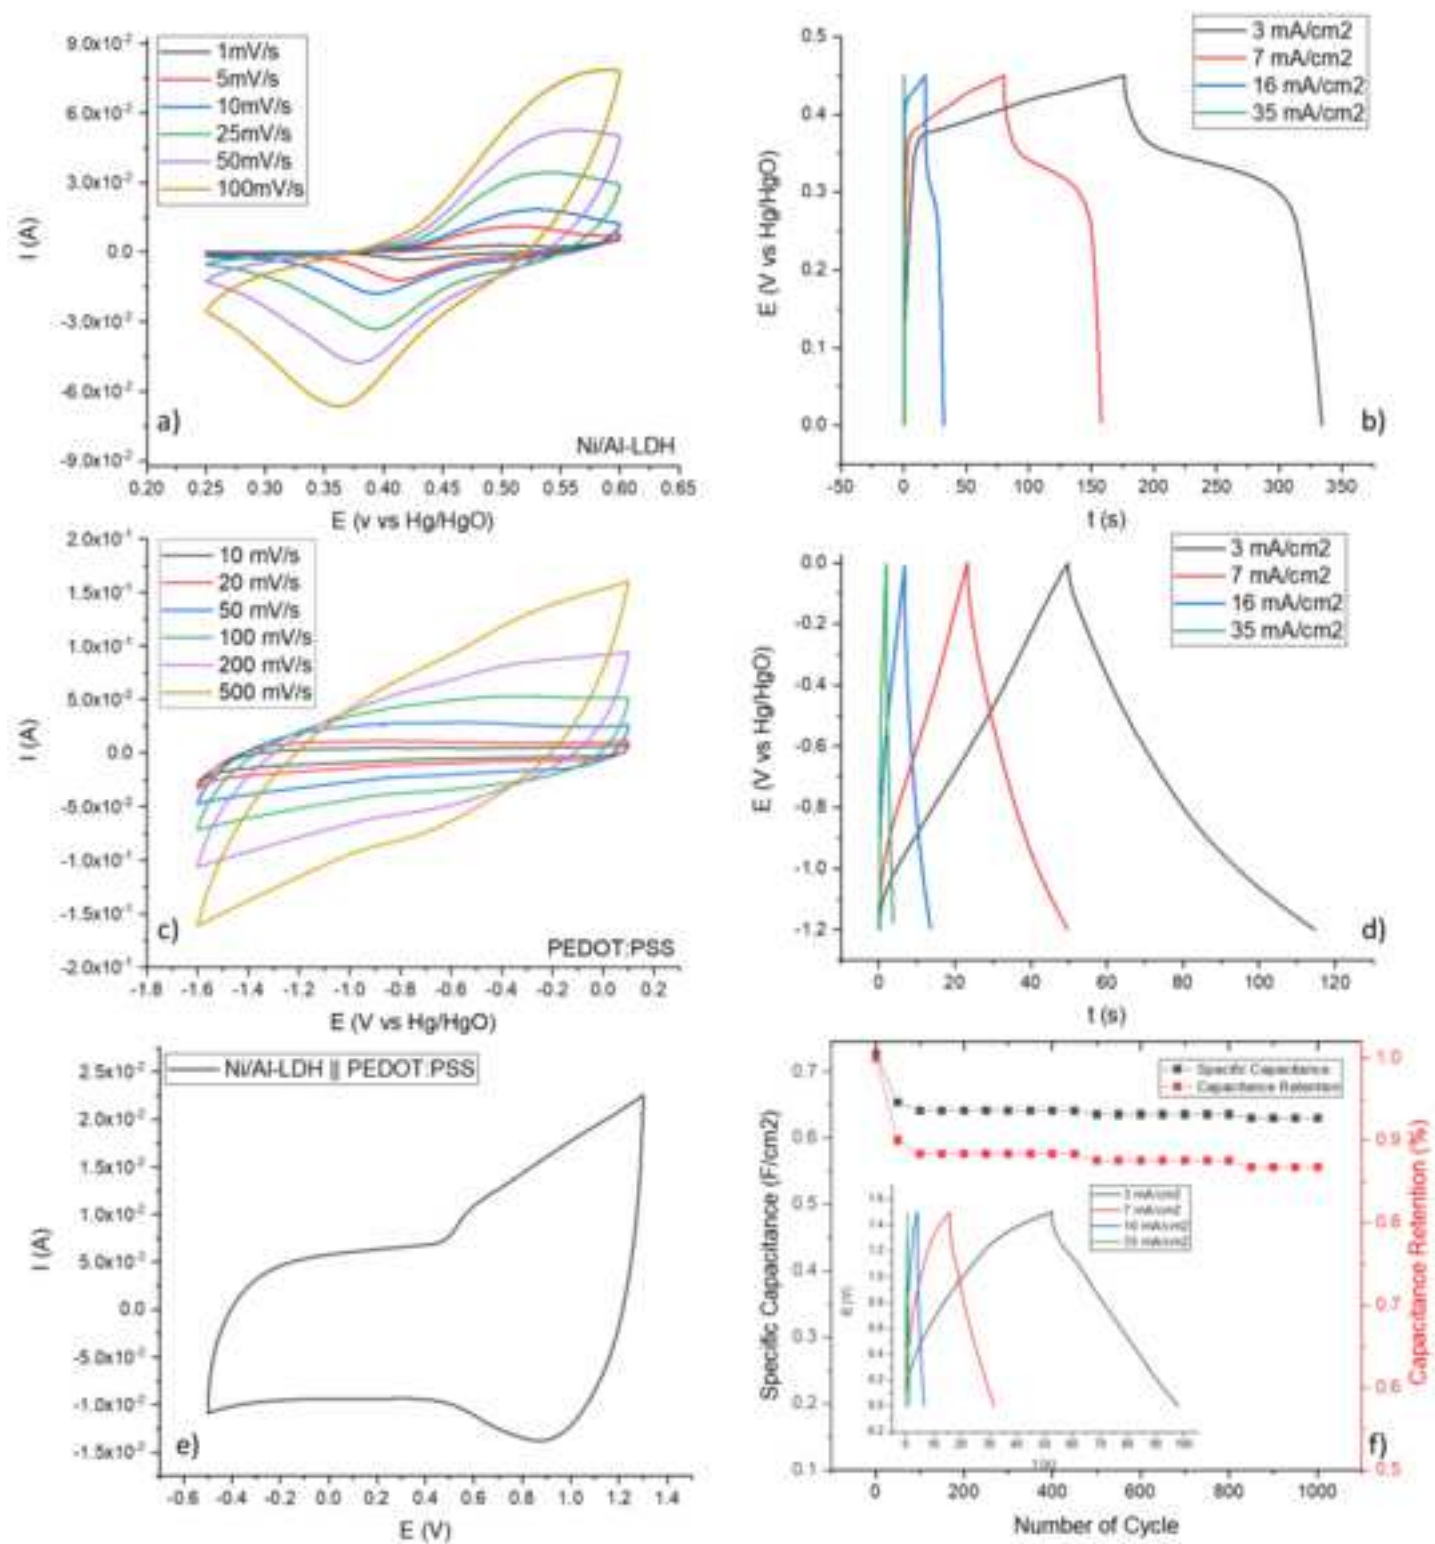 9.0x10-2
6.0x10-2
3.0x10-2
0.0
-3.0x10-2
-6.0x10-2
-9.0x10-2
I (A)
1mV/s
5mV/s
10mV/s
25mV/s
50mV/s
100mV/s
a)
Ni/Al-LDH
0.20 0.25 0.30 0.35 0.40 0.45 0.50 0.55 0.60 0.65
E (v vs Hg/HgO)
0.5
0.4
0.3
0.2
0.1
0.0
E (V vs Hg/HgO)
3 mA/cm2
7 mA/cm2
16 mA/cm2
35 mA/cm2
b)
-50 0 50 100 150 200 250 300 350
t (s)
2.0x10-1
1.5x10-1
1.0x10-1
5.0x10-2
0.0
-5.0x10-2
-1.0x10-1
-1.5x10-1
-2.0x10-1
I (A)
10 mV/s
20 mV/s
50 mV/s
100 mV/s
200 mV/s
500 mV/s
c)
PEDOT:PSS
-1.8 -1.6 -1.4 -1.2 -1.0 -0.8 -0.6 -0.4 -0.2 0.0 0.2
E (V vs Hg/HgO)
0.0
-0.2
-0.4
-0.6
-0.8
-1.0
-1.2
E (V vs Hg/HgO)
3 mA/cm2
7 mA/cm2
16 mA/cm2
35 mA/cm2
d)
0 20 40 60 80 100 120
t (s)
2.5x10-2
2.0x10-2
1.5x10-2
1.0x10-2
5.0x10-3
0.0
-5.0x10-3
-1.0x10-2
-1.5x10-2
I (A)
Ni/Al-LDH || PEDOT:PSS
e)
-0.6 -0.4 -0.2 0.0 0.2 0.4 0.6 0.8 1.0 1.2 1.4
E (V)
0.7
0.6
0.5
0.4
0.3
0.2
0.1
Specific Capacitance (F/cm2)
Specific Capacitance
Capacitance Retention
1.0
0.9
0.8
0.7
0.6
0.5
Capacitance Retention (%)
3 mA/cm2
7 mA/cm2
16 mA/cm2
35 mA/cm2
E (V)
0 10 20 30 40 50 60 70 80 90 100
f)
0 200 400 600 800 1000
Number of Cycle